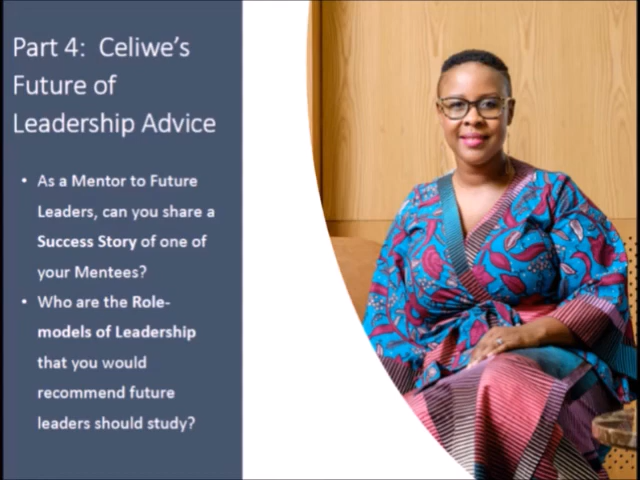 Part 4:  Celiwe's
Future of
Leadership Advice
• As a Mentor to Future
Leaders, can you share a
Success Story of one of
your Mentees?
• Who are the Role-
models of Leadership
that you would
recommend future
leaders should study?